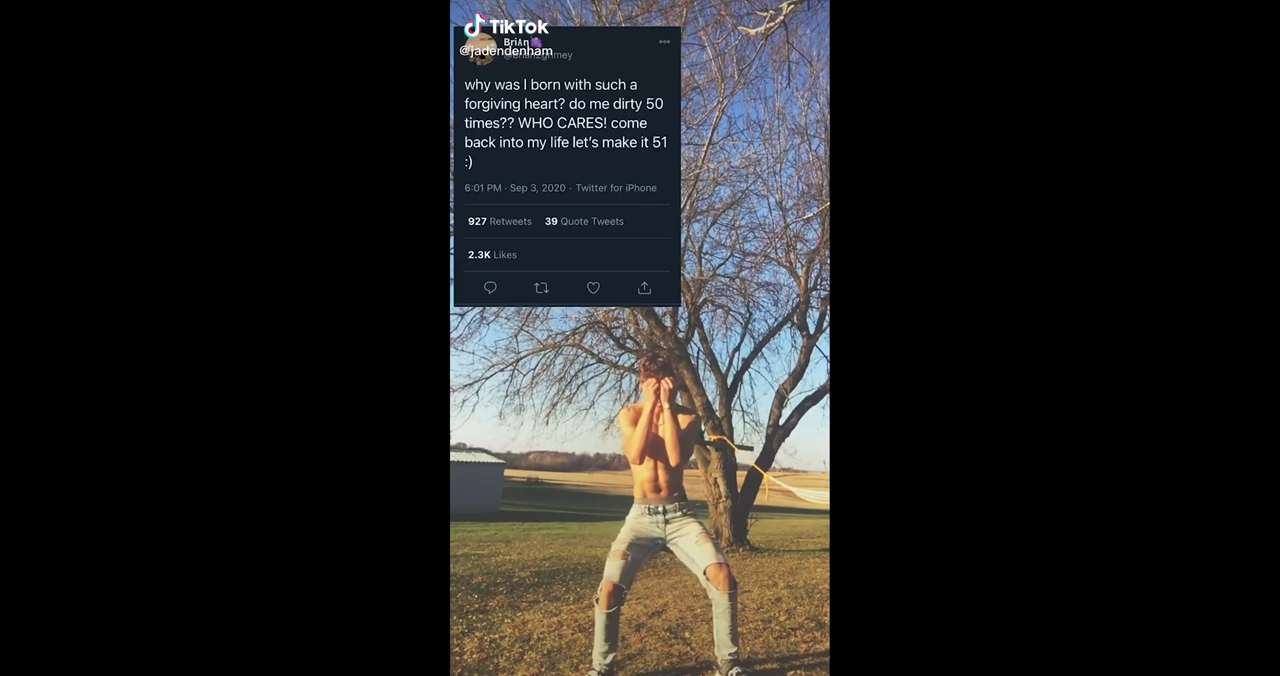 TikTok
@jadendenham
BriΛn
why was I born with such a
forgiving heart? do me dirty 50
times?? WHO CARES! come
back into my life let's make it 51
:)
6:01 PM · Sep 3, 2020 · Twitter for iPhone
927 Retweets 39 Quote Tweets
2.3K Likes